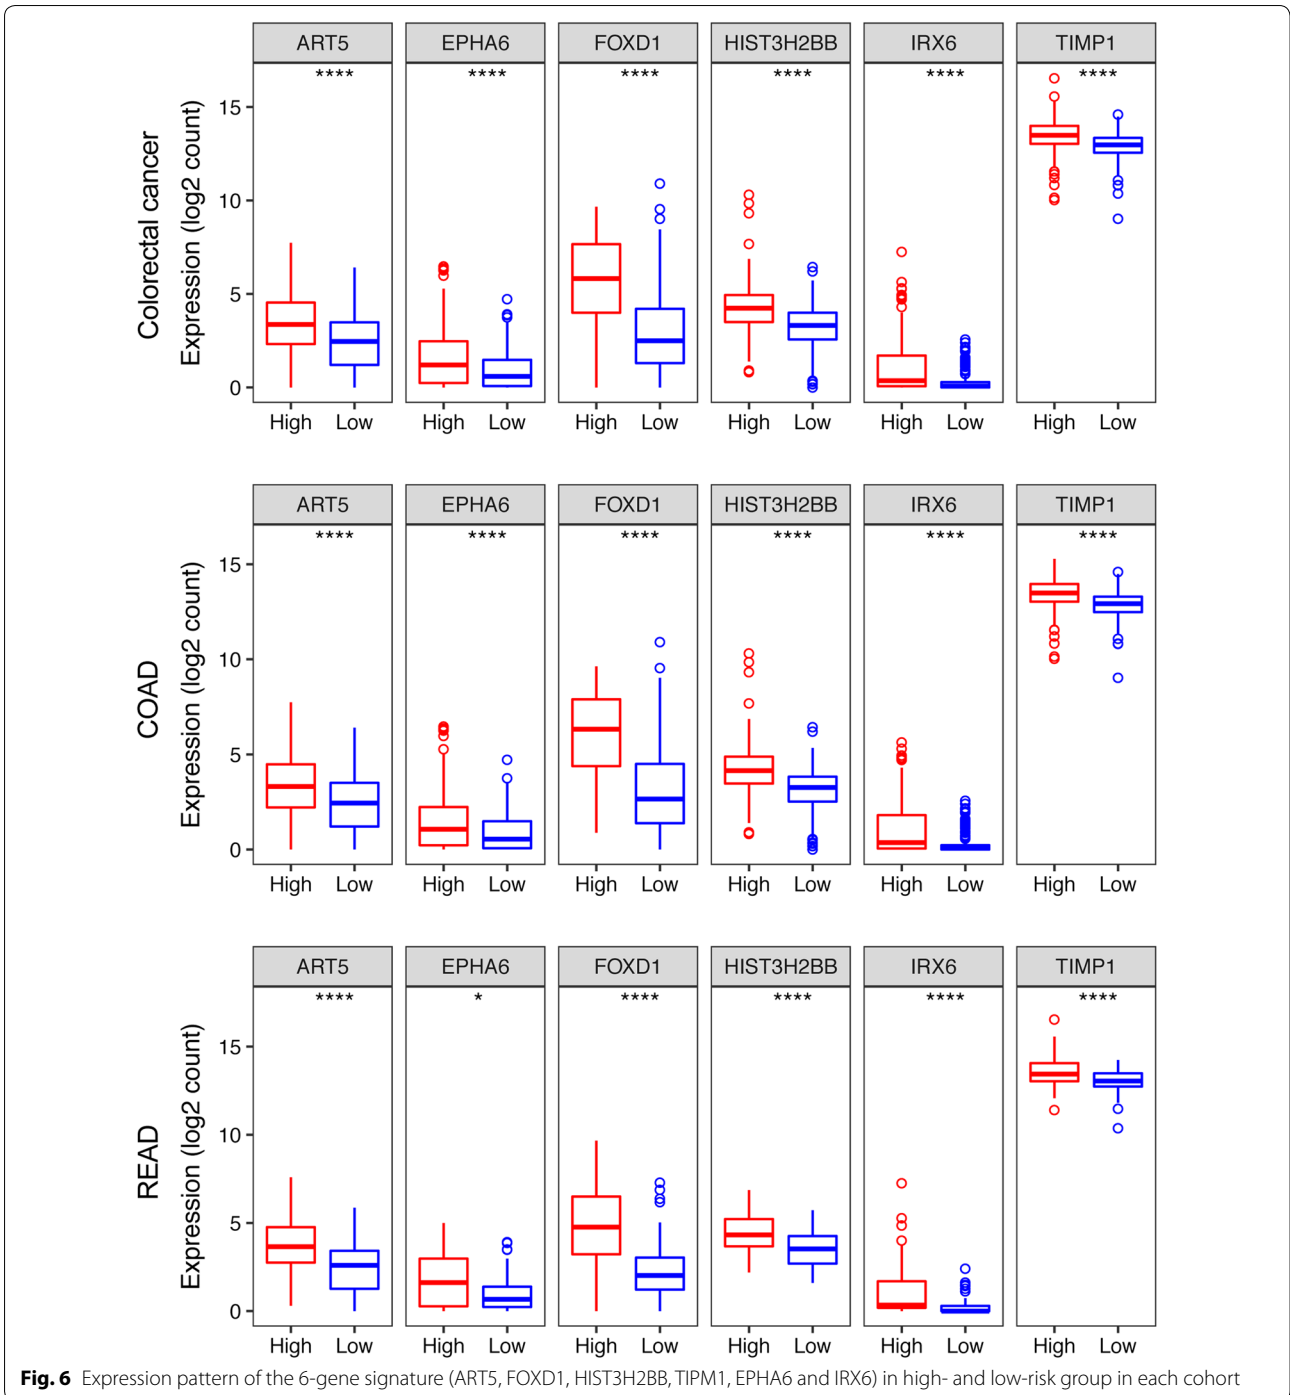 ART5 EPHA6 FOXD1 HIST3H2BB IRX6 TIMP1
**** **** **** **** **** ****
Colorectal cancer
Expression (log2 count)
15
10
5
0
High Low High Low High Low High Low High Low High Low
ART5 EPHA6 FOXD1 HIST3H2BB IRX6 TIMP1
**** **** **** **** **** ****
COAD
Expression (log2 count)
15
10
5
0
High Low High Low High Low High Low High Low High Low
ART5 EPHA6 FOXD1 HIST3H2BB IRX6 TIMP1
**** * **** **** **** ****
READ
Expression (log2 count)
15
10
5
0
High Low High Low High Low High Low High Low High Low
Fig. 6 Expression pattern of the 6-gene signature (ART5, FOXD1, HIST3H2BB, TIPM1, EPHA6 and IRX6) in high- and low-risk group in each cohort